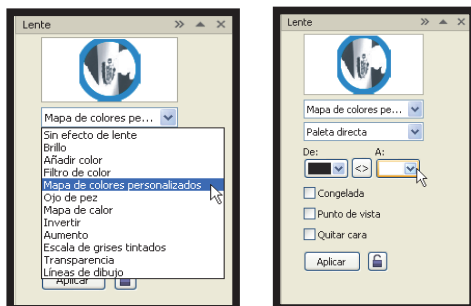 Lente
Mapa de colores pe...
Sin efecto de lente
Brillo
Añadir color
Filtro de color
Mapa de colores personalizados
Ojo de pez
Mapa de calor
Invertir
Aumento
Escala de grises tintados
Transparencia
Líneas de dibujo
Aplicar
Lente
Mapa de colores pe...
Paleta directa
De: A:
<>
Congelada
Punto de vista
Quitar cara
Aplicar